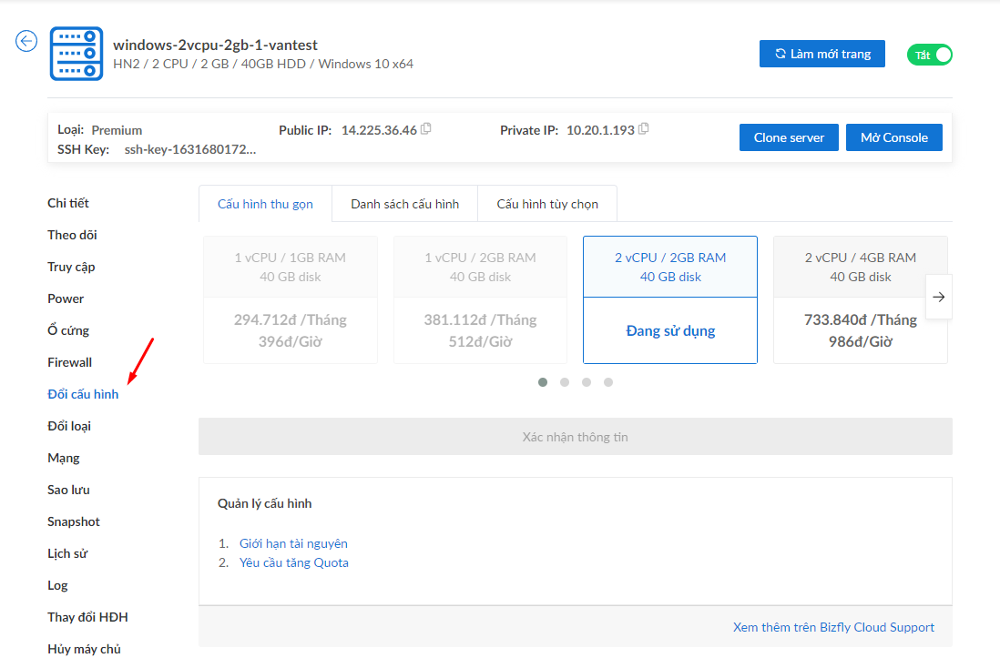 windows-2vcpu-2gb-1-vantest
HN2 / 2 CPU / 2 GB / 40GB HDD / Windows 10 x64
Làm mới trang
Tắt
Loại: Premium
Public IP: 14.225.36.46
Private IP: 10.20.1.193
SSH Key: ssh-key-1631680172...
Clone server
Mở Console
Chi tiết
Theo dõi
Truy cập
Power
Ổ cứng
Firewall
Đổi cấu hình
Đổi loại
Mạng
Sao lưu
Snapshot
Lịch sử
Log
Thay đổi HĐH
Hủy máy chủ
Cấu hình thu gọn
Danh sách cấu hình
Cấu hình tùy chọn
1 vCPU / 1GB RAM
40 GB disk
294.712đ /Tháng
396đ/Giờ
1 vCPU / 2GB RAM
40 GB disk
381.112đ /Tháng
512đ/Giờ
2 vCPU / 2GB RAM
40 GB disk
Đang sử dụng
2 vCPU / 4GB RAM
40 GB disk
733.840đ /Tháng
986đ/Giờ
Xác nhận thông tin
Quản lý cấu hình
1. Giới hạn tài nguyên
2. Yêu cầu tăng Quota
Xem thêm trên Bizfly Cloud Support